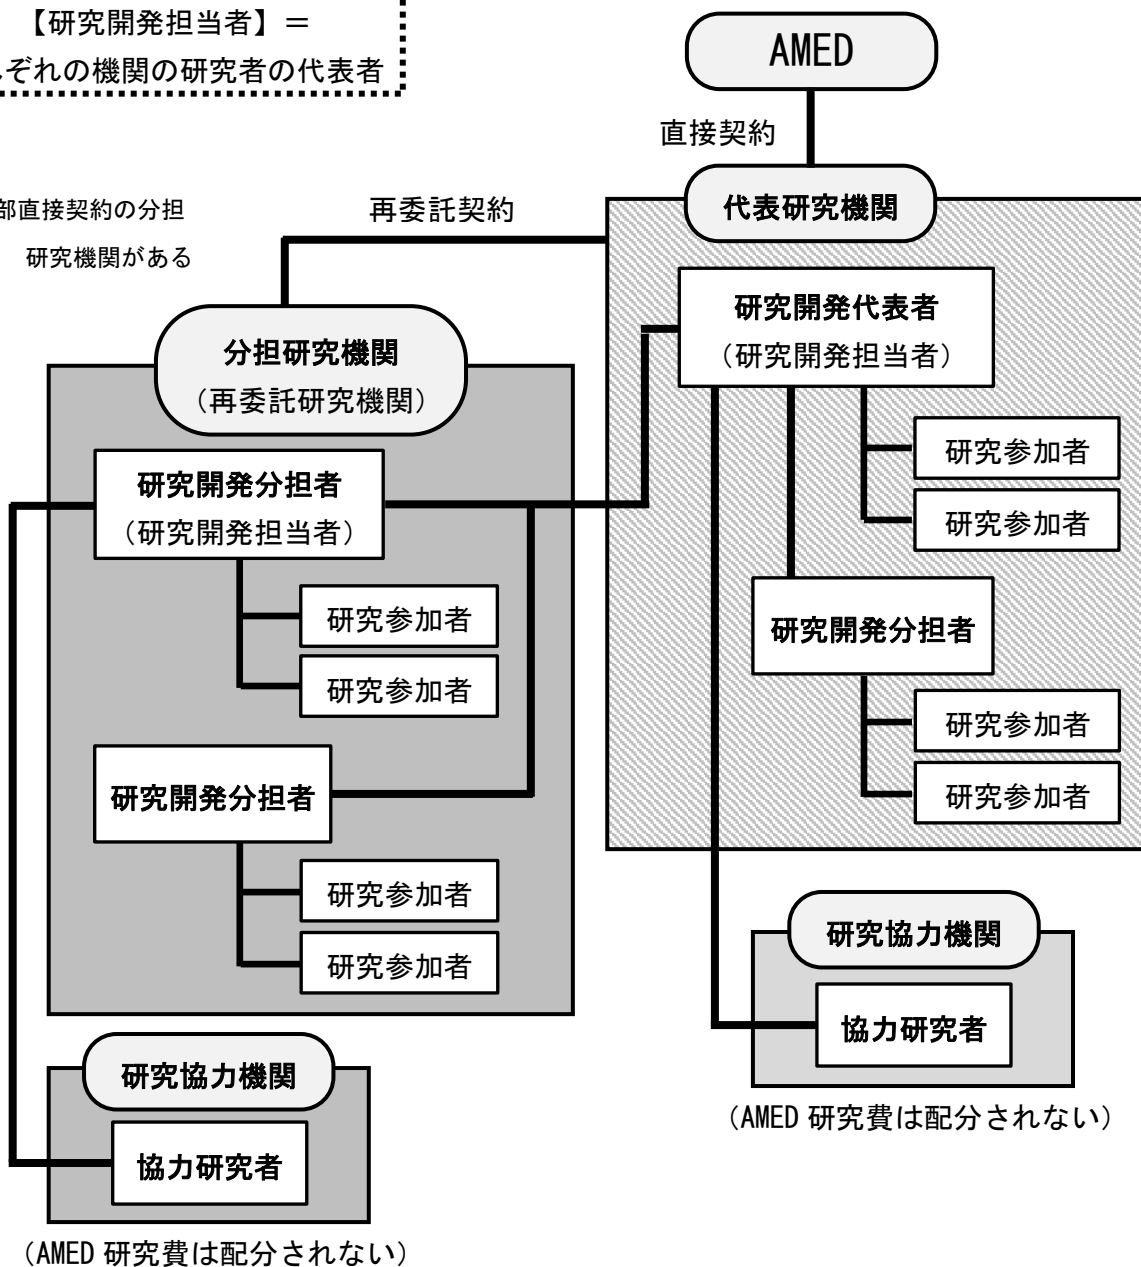 【研究開発担当者】＝
ぞれの機関の研究者の代表者
AMED
直接契約
部直接契約の分担
研究機関がある
再委託契約
代表研究機関
研究開発代表者
（研究開発担当者）
研究参加者
研究参加者
研究開発分担者
研究参加者
研究参加者
分担研究機関
（再委託研究機関）
研究開発分担者
（研究開発担当者）
研究参加者
研究参加者
研究開発分担者
研究参加者
研究参加者
研究協力機関
協力研究者
（AMED 研究費は配分されない）
研究協力機関
協力研究者
（AMED 研究費は配分されない）